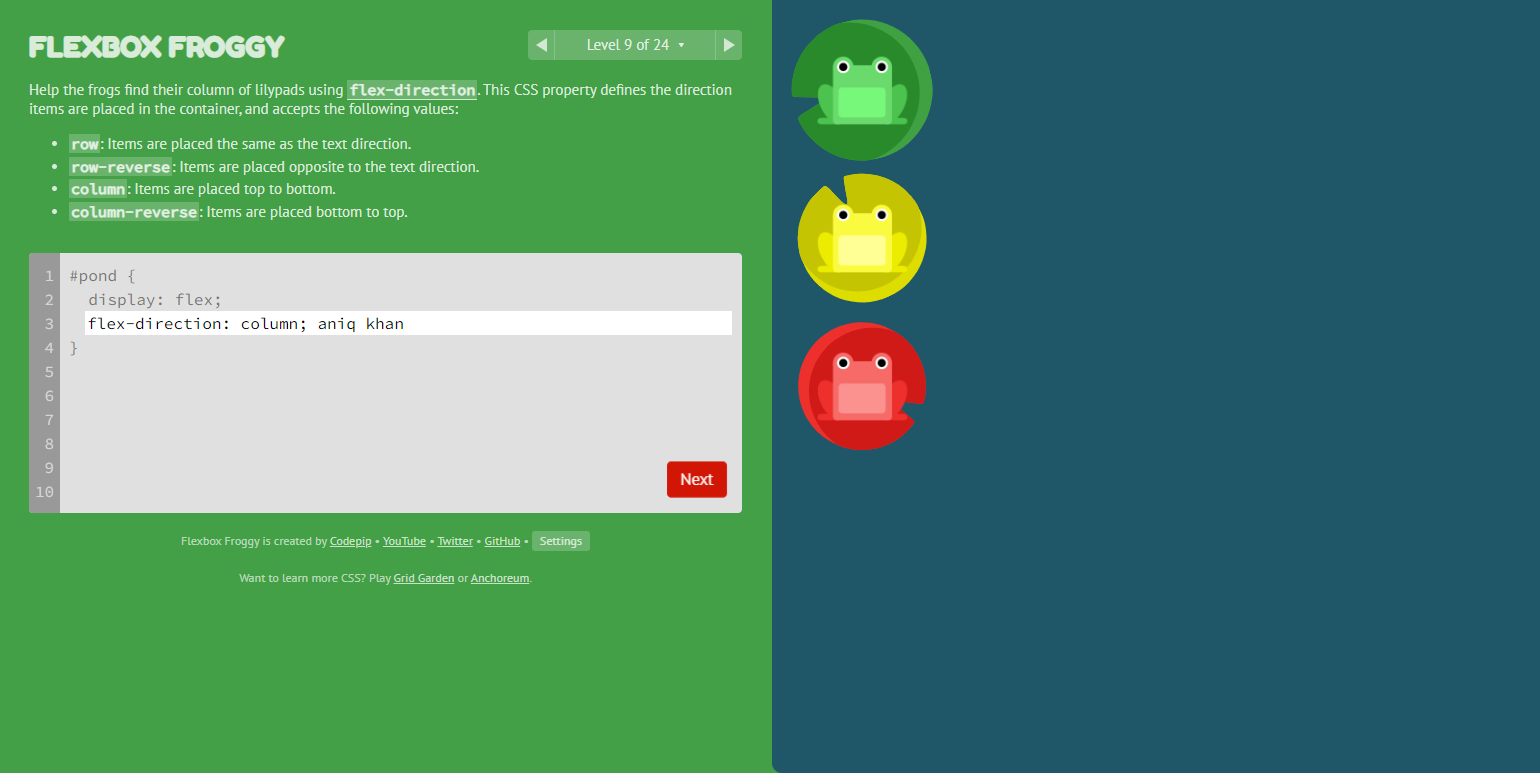 FLEXBOX FROGGY
Level 9 of 24
Help the frogs find their column of lilypads using flex-direction. This CSS property defines the direction
items are placed in the container, and accepts the following values:
row: Items are placed the same as the text direction.
row-reverse: Items are placed opposite to the text direction.
column: Items are placed top to bottom.
column-reverse: Items are placed bottom to top.
1 #pond {
2 display: flex;
3 flex-direction: column; aniq khan
4 }
5
6
7
8
9
10
Next
Flexbox Froggy is created by Codepip • YouTube • Twitter • GitHub • Settings
Want to learn more CSS? Play Grid Garden or Anchoreum.